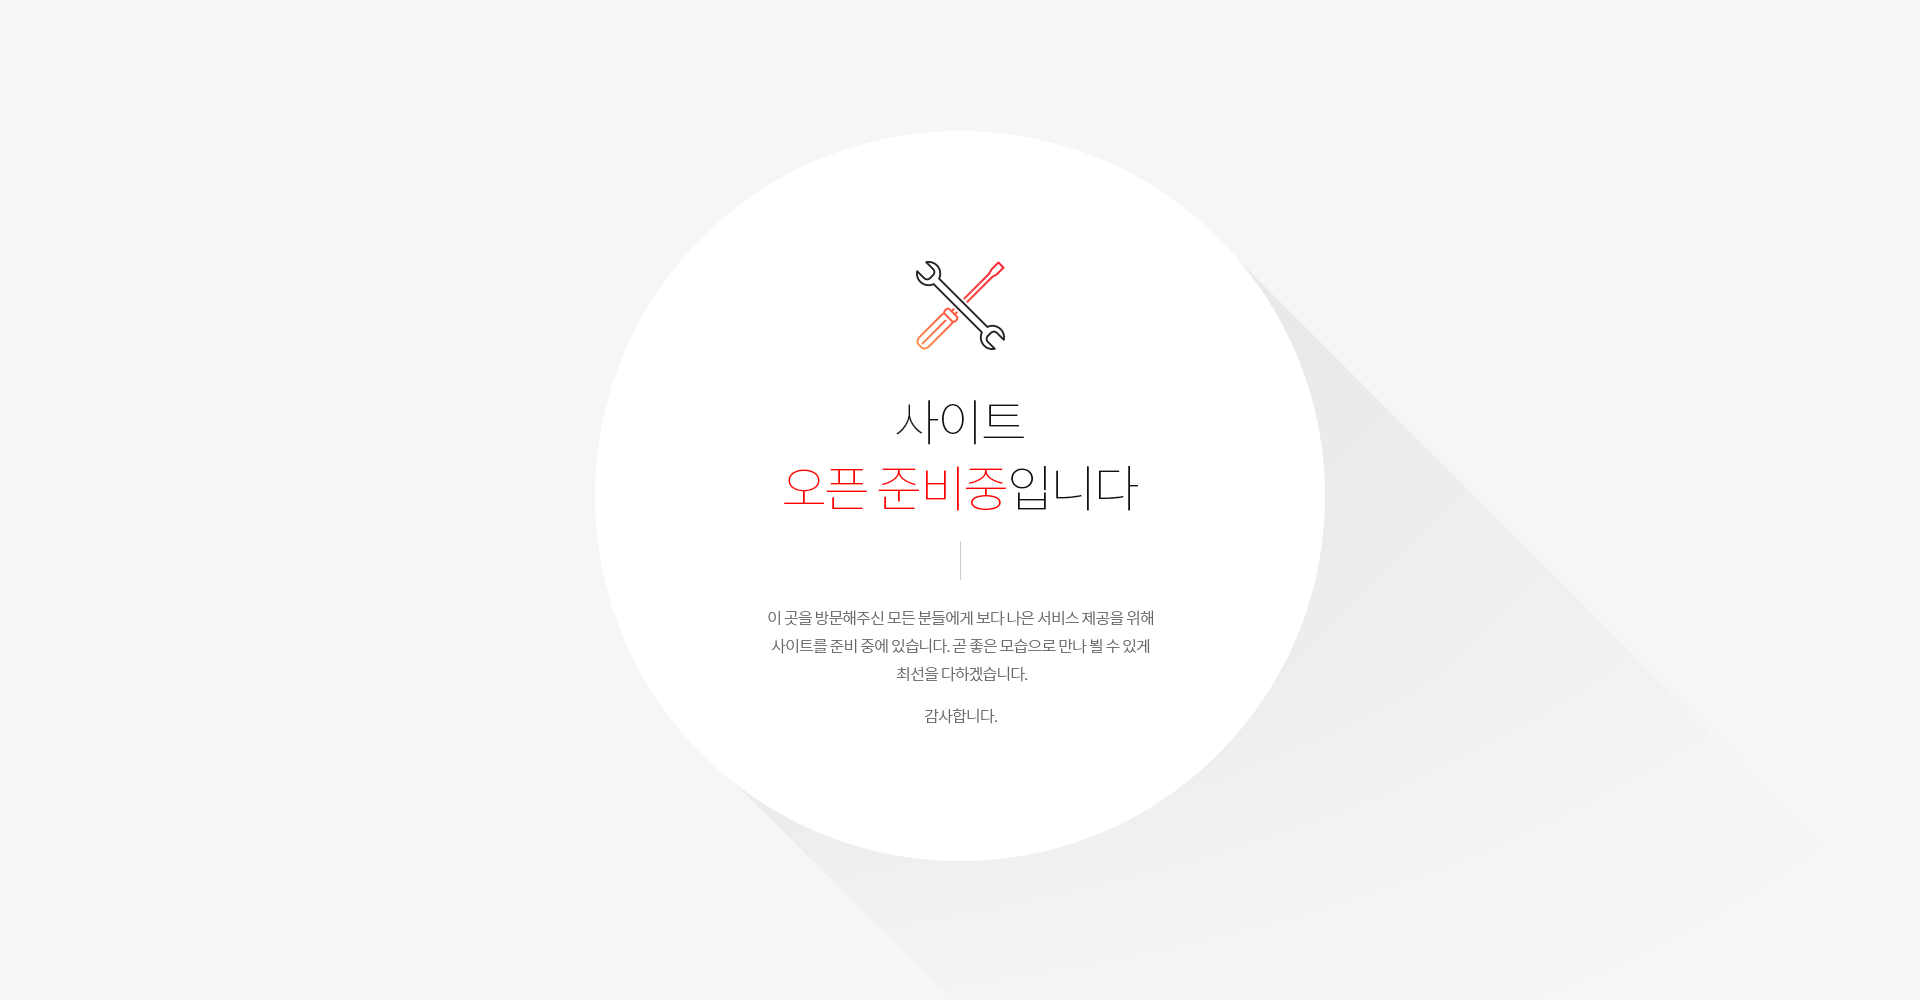 사이트
오픈 준비중입니다
이 곳을 방문해주신 모든 분들에게 보다 나은 서비스 제공을 위해
사이트를 준비 중에 있습니다. 곧 좋은 모습으로 만나 뵐 수 있게
최선을 다하겠습니다.
감사합니다.